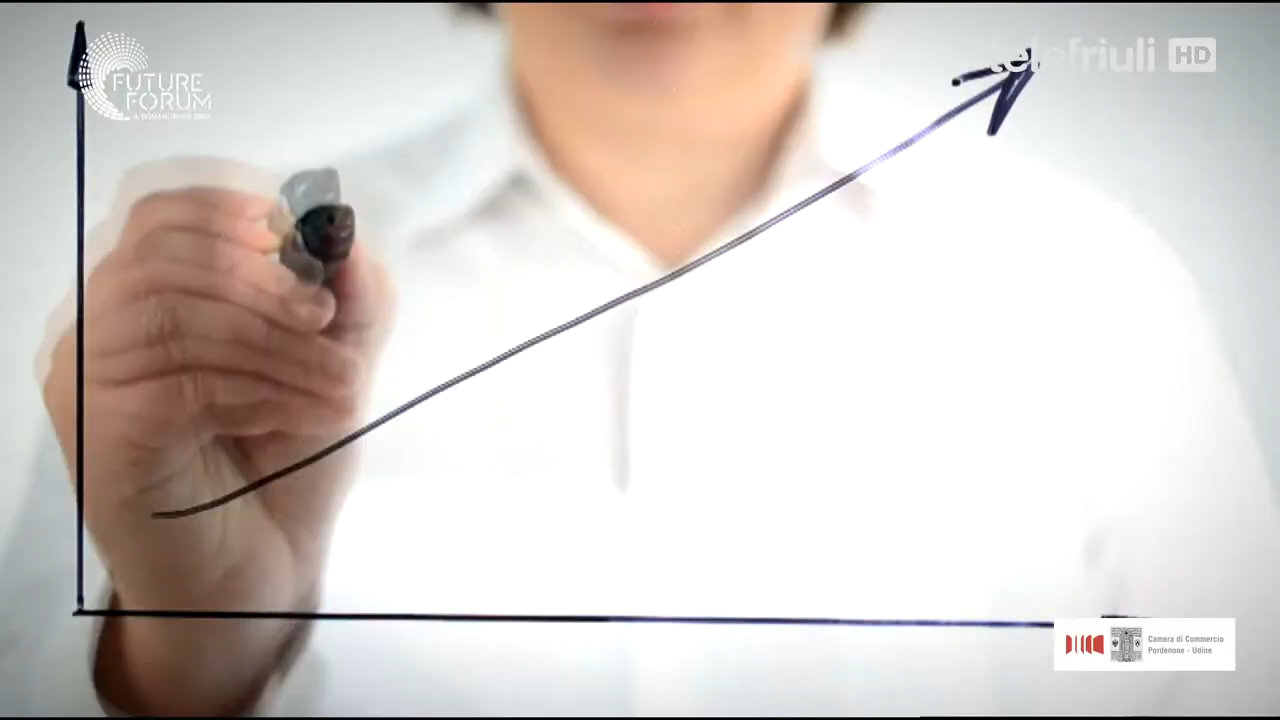 FUTURE
FORUM
telefriuli HD
Camera di Commercio
Pordenone - Udine